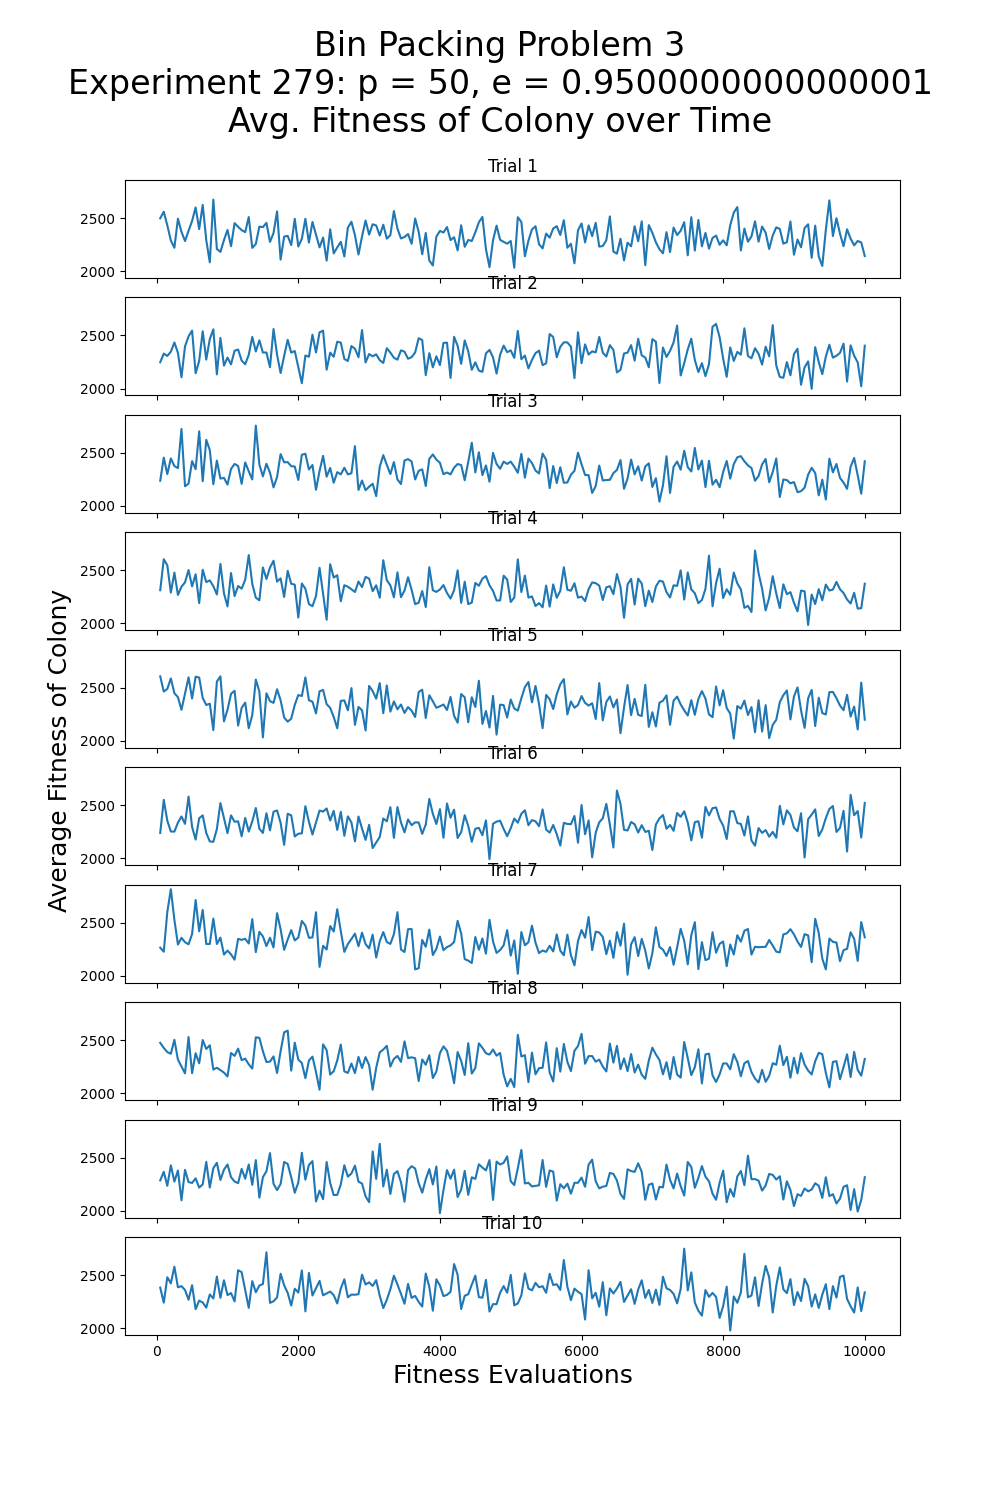 Bin Packing Problem 3
Experiment 279: p = 50, e = 0.9500000000000001
Avg. Fitness of Colony over Time
Trial 1
2500
2000
Trial 2
2500
2000
Trial 3
2500
2000
Trial 4
2500
2000
Trial 5
2500
2000
Trial 6
2500
2000
Trial 7
2500
2000
Trial 8
2500
2000
Trial 9
2500
2000
Trial 10
2500
2000
0 2000 4000 6000 8000 10000
Fitness Evaluations
Average Fitness of Colony